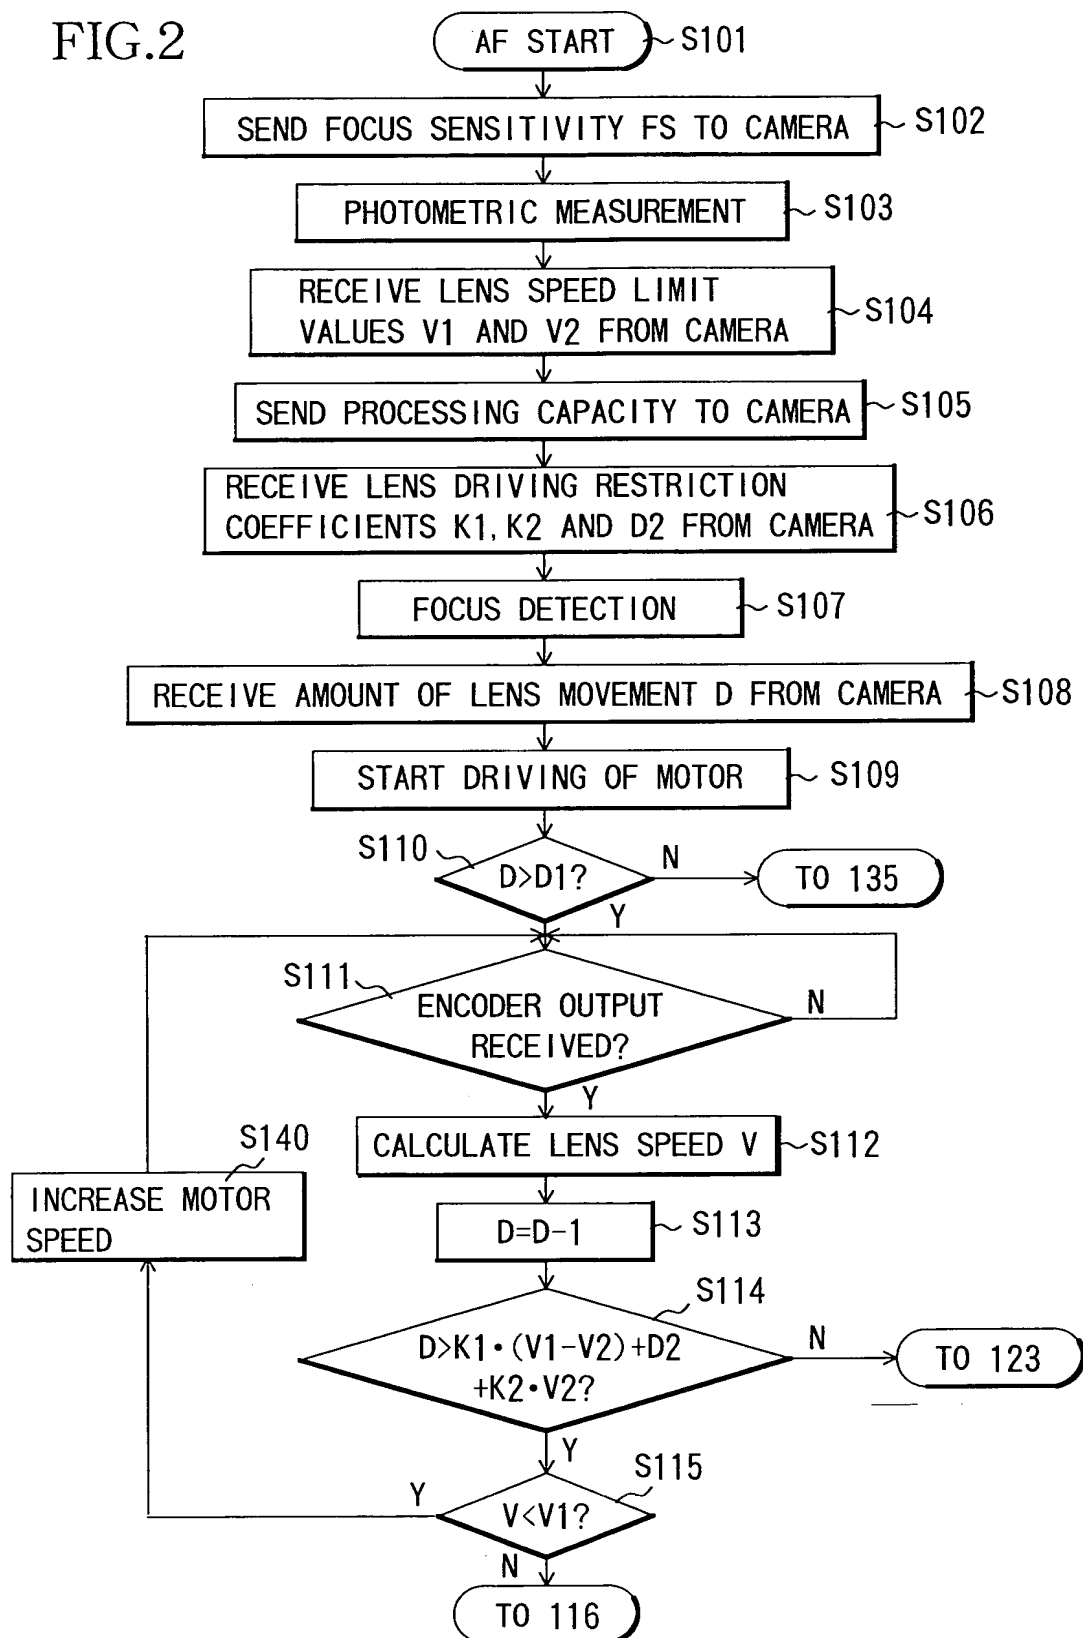 FIG.2
AF START
S101
SEND FOCUS SENSITIVITY FS TO CAMERA
S102
PHOTOMETRIC MEASUREMENT
S103
RECEIVE LENS SPEED LIMIT
VALUES V1 AND V2 FROM CAMERA
S104
SEND PROCESSING CAPACITY TO CAMERA
S105
RECEIVE LENS DRIVING RESTRICTION
COEFFICIENTS K1, K2 AND D2 FROM CAMERA
S106
FOCUS DETECTION
S107
RECEIVE AMOUNT OF LENS MOVEMENT D FROM CAMERA
S108
START DRIVING OF MOTOR
S109
S110
D>D1?
N
TO 135
Y
S111
ENCODER OUTPUT
RECEIVED?
N
Y
CALCULATE LENS SPEED V
S112
S140
INCREASE MOTOR
SPEED
D=D-1
S113
S114
D>K1·(V1-V2)+D2
+K2·V2?
N
TO 123
Y
S115
V<V1?
Y
N
TO 116